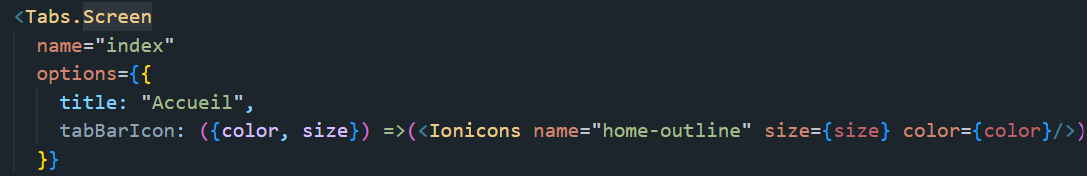 <Tabs.Screen
name="index"
options={{
title: "Accueil",
tabBarIcon: ({color, size}) =>(<Ionicons name="home-outline" size={size} color={color}/>)
}}